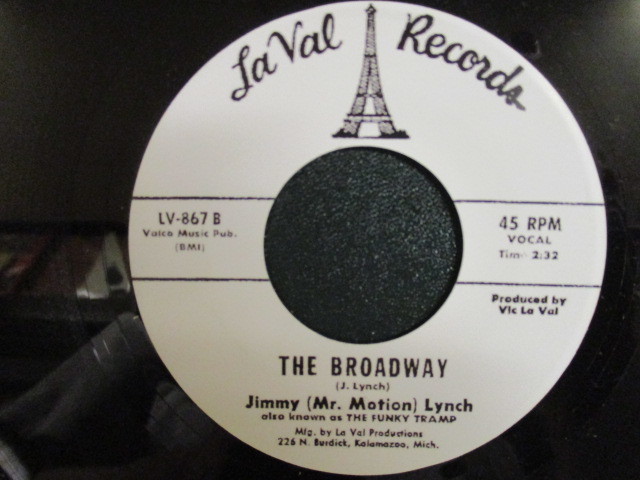 La Val Records
LV-867 B
Valco Music Pub.
(BMI)
45 RPM
VOCAL
Time 2:32
Produced by
Vic La Val
THE BROADWAY
(J. Lynch)
Jimmy (Mr. Motion) Lynch
also known as THE FUNKY TRAMP
Mfg. by La Val Productions
226 N. Burdick, Kalamazoo, Mich.